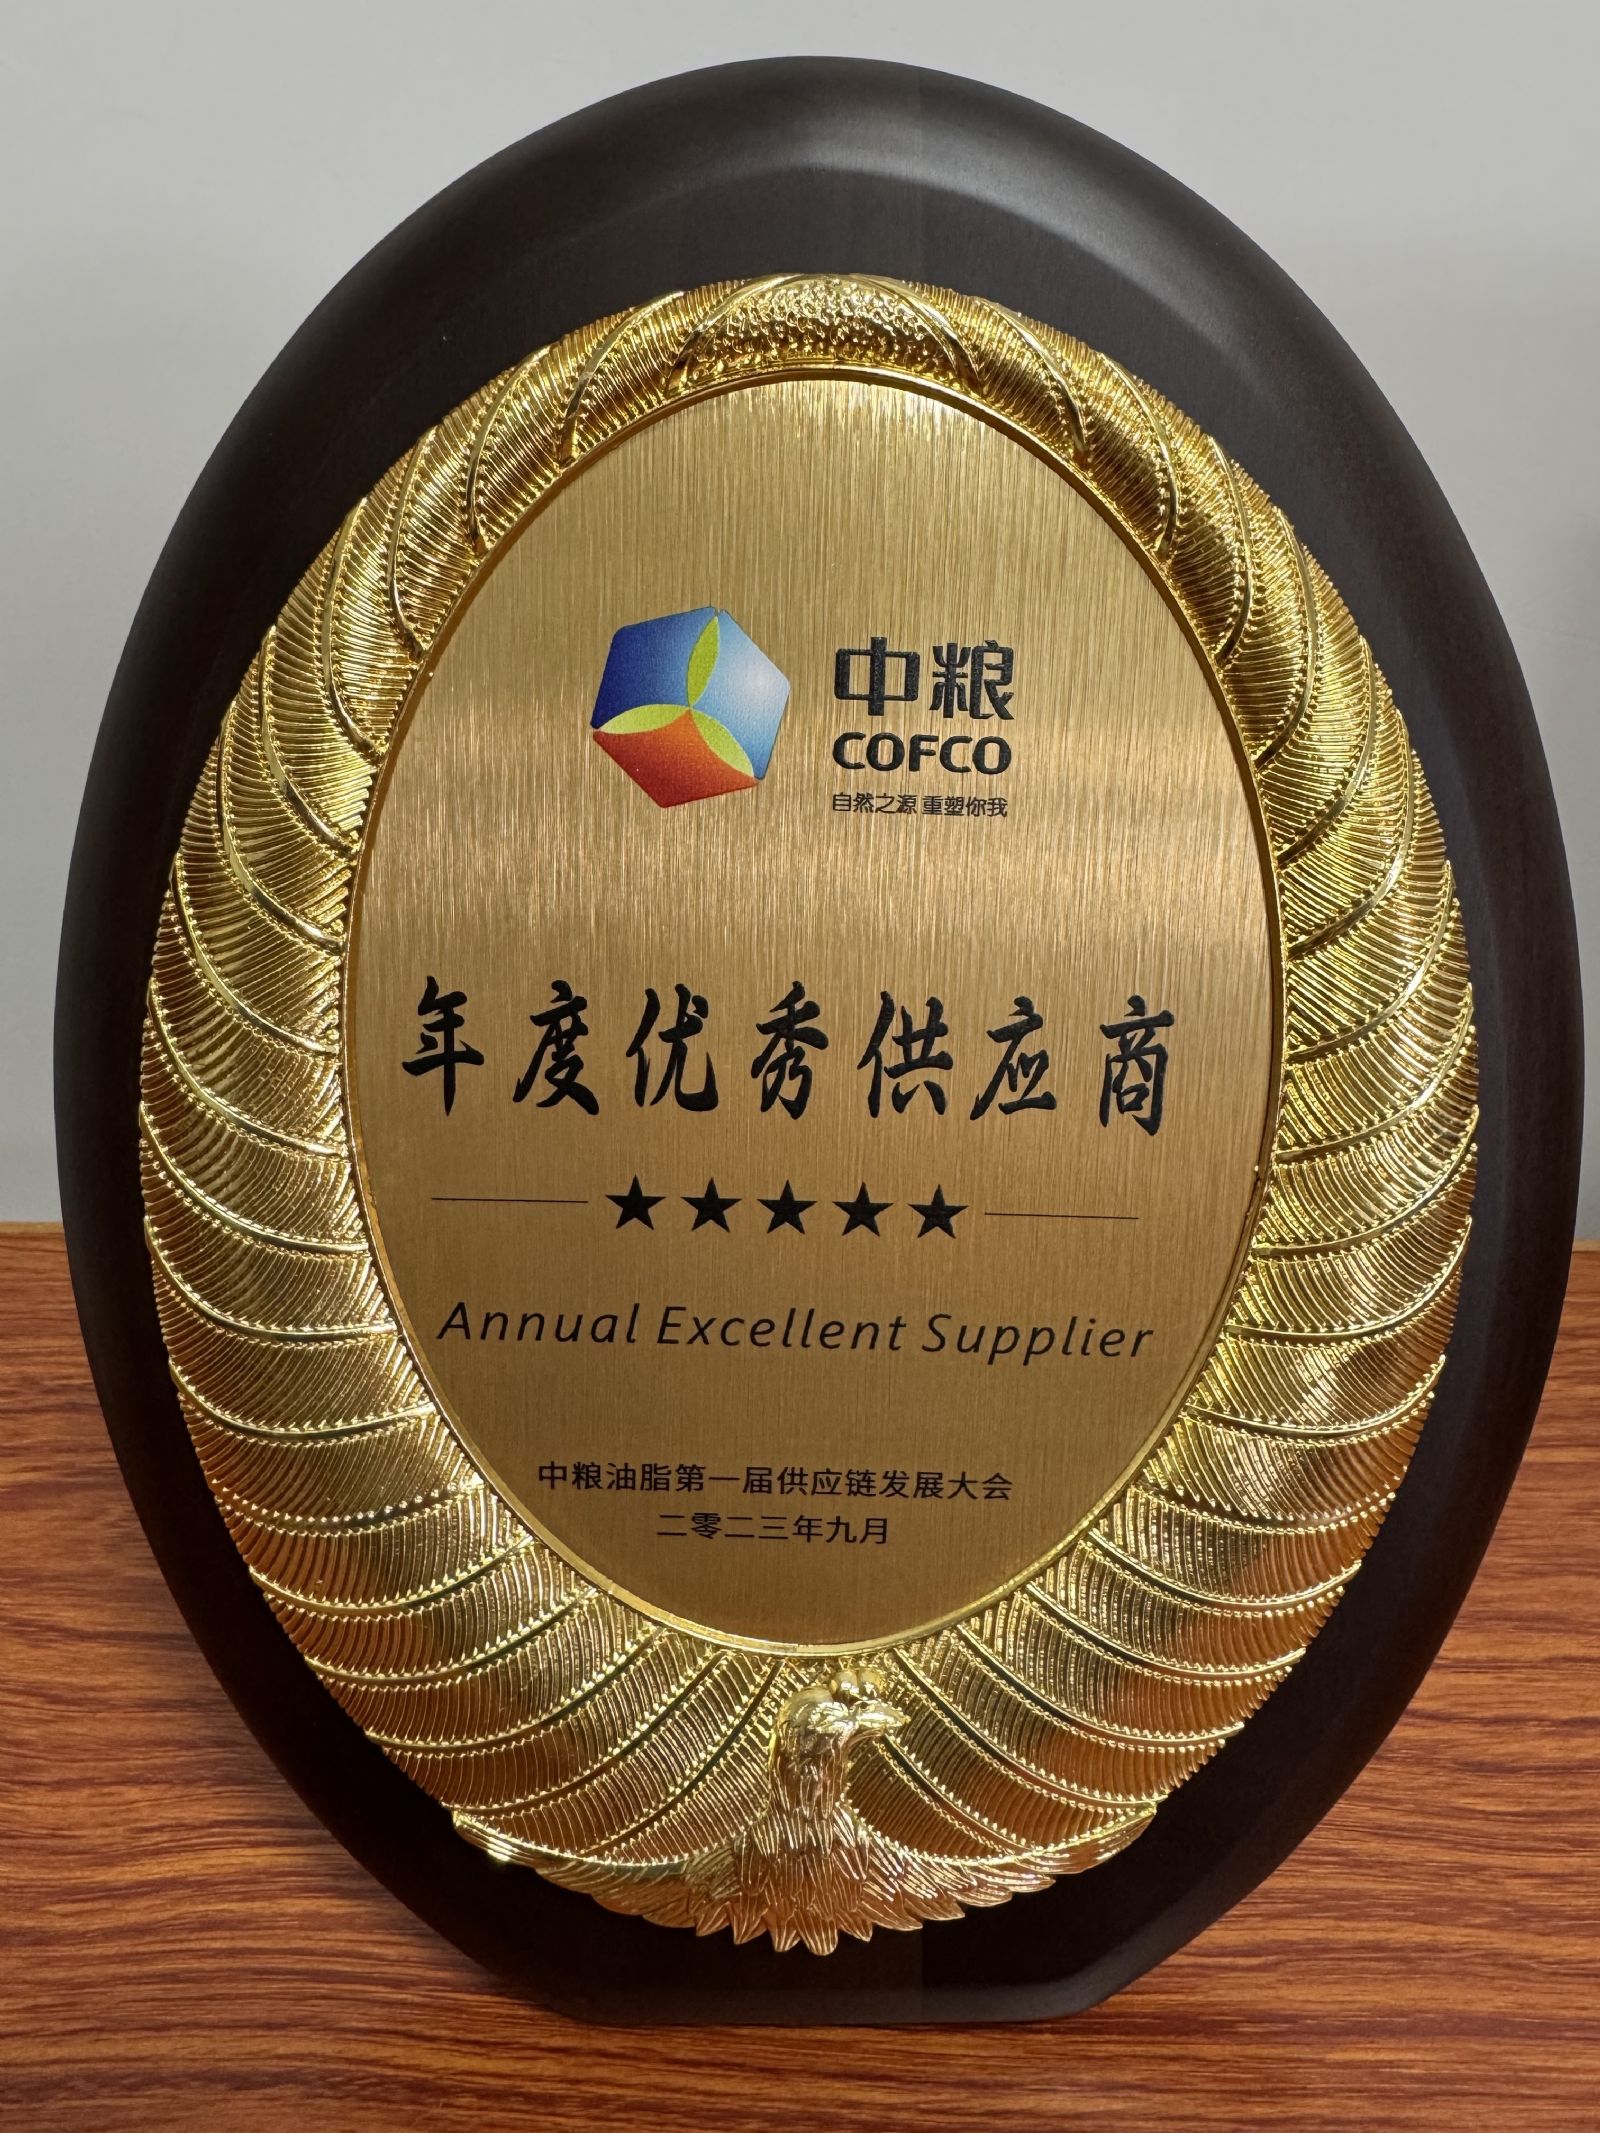 中粮
COFCO
自然之源 重塑你我
年度优秀供应商
★★★★★
Annual Excellent Supplier
中粮油脂第一届供应链发展大会
二零二三年九月